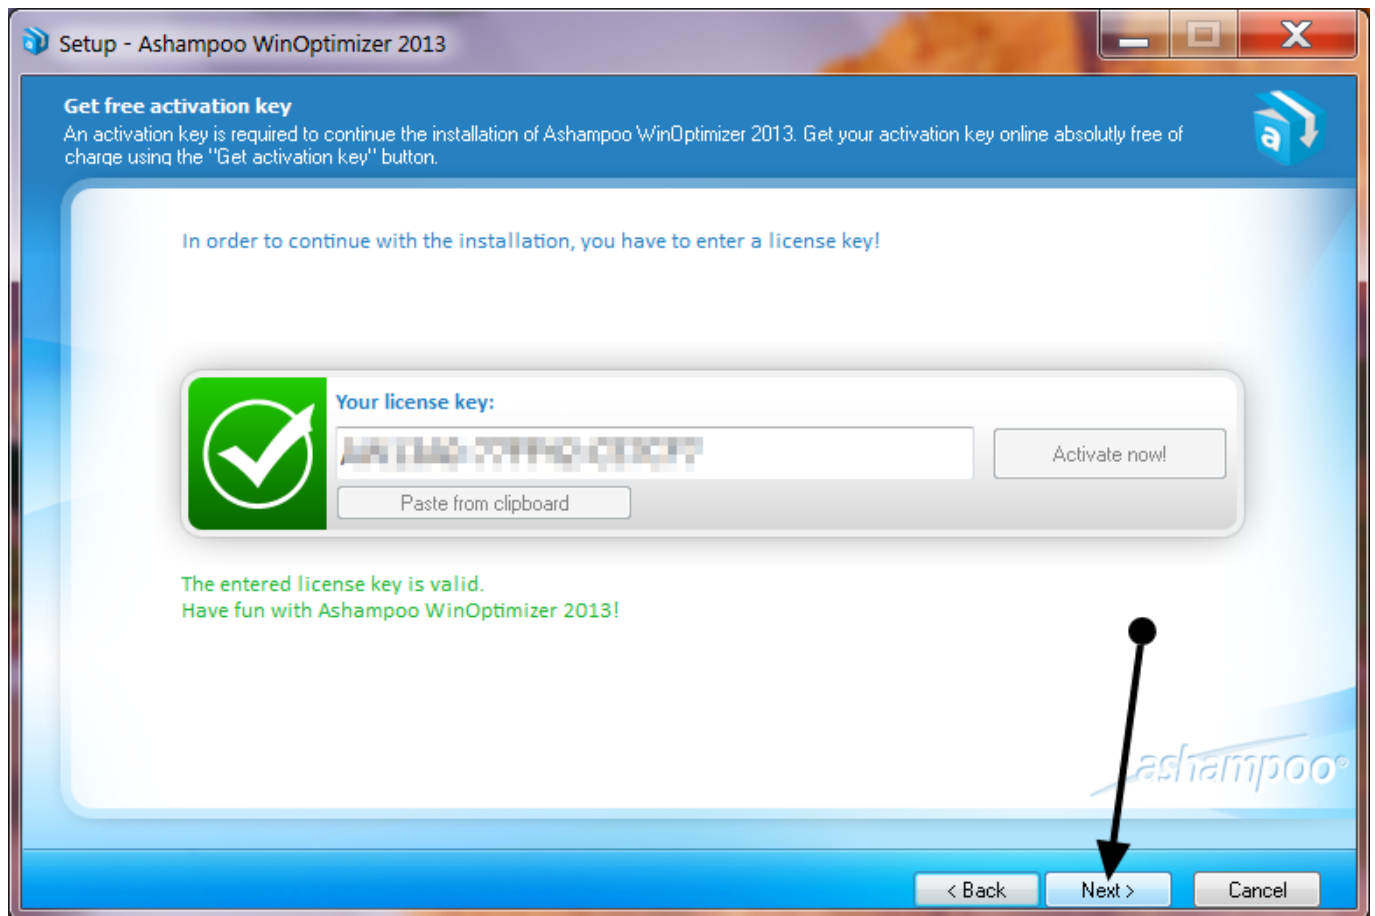 Setup - Ashampoo WinOptimizer 2013
Get free activation key
An activation key is required to continue the installation of Ashampoo WinOptimizer 2013. Get your activation key online absolutly free of
charge using the "Get activation key" button.
In order to continue with the installation, you have to enter a license key!
Your license key:
Activate now!
Paste from clipboard
The entered license key is valid.
Have fun with Ashampoo WinOptimizer 2013!
ashampoo®
< Back
Next >
Cancel